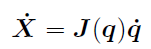 Ẋ = J(q)q̇